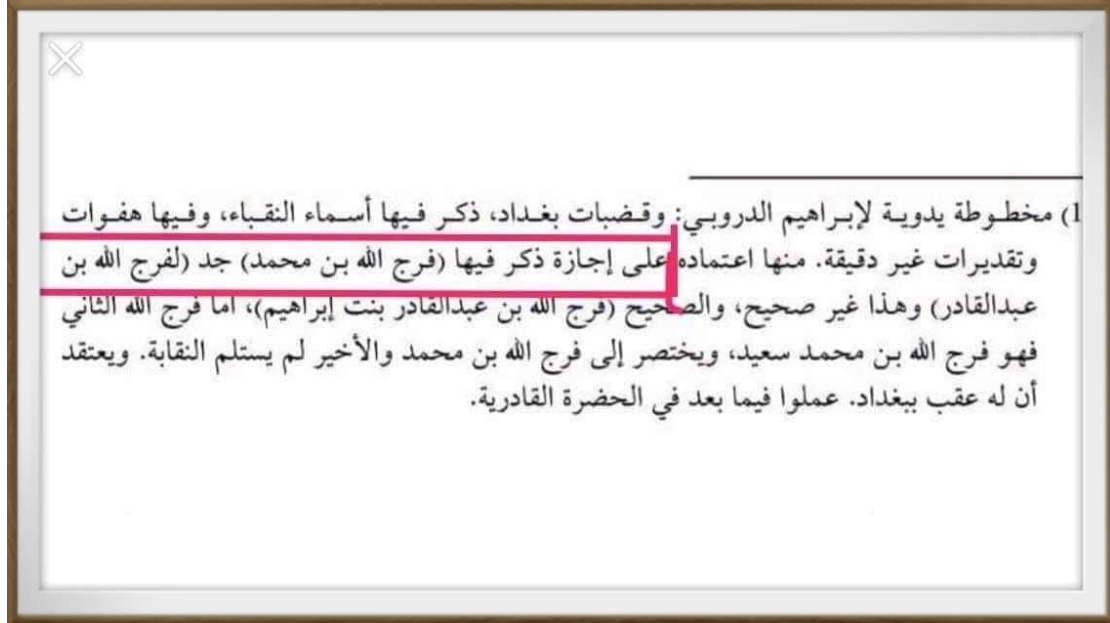 1) مخطوطة يدوية لإبراهيم الدروبي: وقضبات بغداد، ذكر فيها أسماء النقباء، وفيها هفوات
وتقديرات غير دقيقة. منها اعتماده على إجازة ذكر فيها (فرج الله بن محمد) جد (لفرج الله بن
عبدالقادر) وهذا غير صحيح، والصحيح (فرج الله بن عبدالقادر بنت إبراهيم)، اما فرج الله الثاني
فهو فرج الله بن محمد سعيد، ويختصر إلى فرج الله بن محمد والأخير لم يستلم النقابة. ويعتقد
أن له عقب ببغداد. عملوا فيما بعد في الحضرة القادرية.